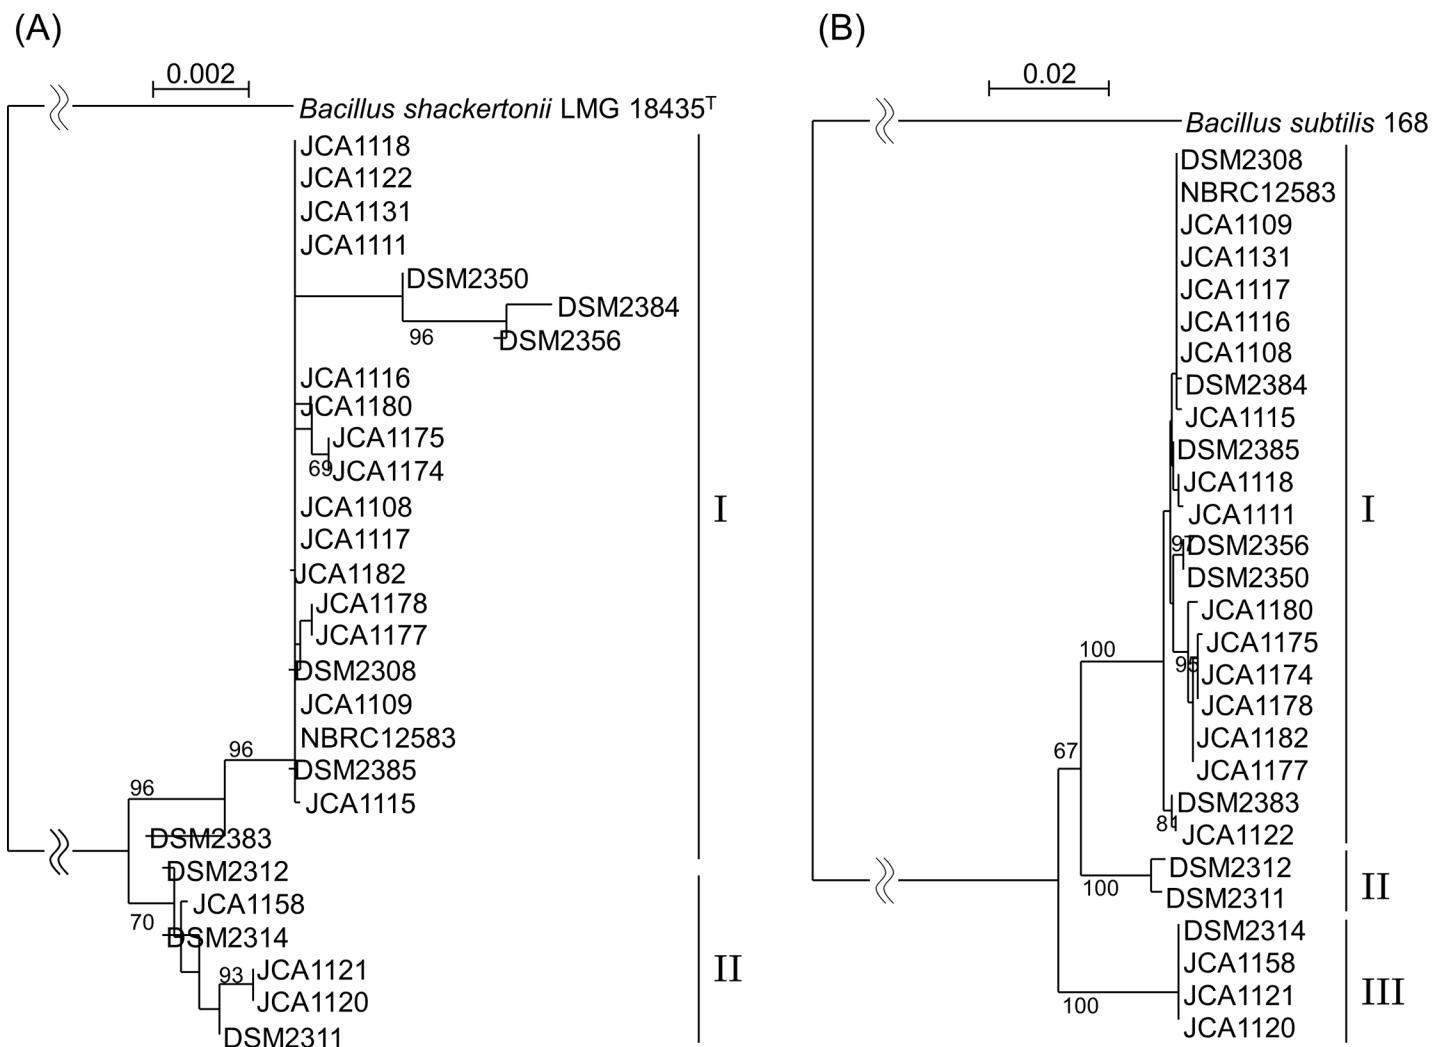 (A)
0.002
Bacillus shackertonii LMG 18435T
JCA1118
JCA1122
JCA1131
JCA1111
DSM2350
DSM2384
96
DSM2356
JCA1116
JCA1180
JCA1175
69
JCA1174
JCA1108
JCA1117
JCA1182
JCA1178
JCA1177
DSM2308
JCA1109
NBRC12583
96
DSM2385
96
JCA1115
DSM2383
DSM2312
JCA1158
70
DSM2314
JCA1121
93
JCA1120
DSM2311
I
II
(B)
0.02
Bacillus subtilis 168
DSM2308
NBRC12583
JCA1109
JCA1131
JCA1117
JCA1116
JCA1108
DSM2384
JCA1115
DSM2385
JCA1118
JCA1111
97
DSM2356
DSM2350
JCA1180
JCA1175
100
95
JCA1174
JCA1178
JCA1182
67
JCA1177
DSM2383
81
JCA1122
DSM2312
100
DSM2311
DSM2314
JCA1158
JCA1121
100
JCA1120
I
II
III